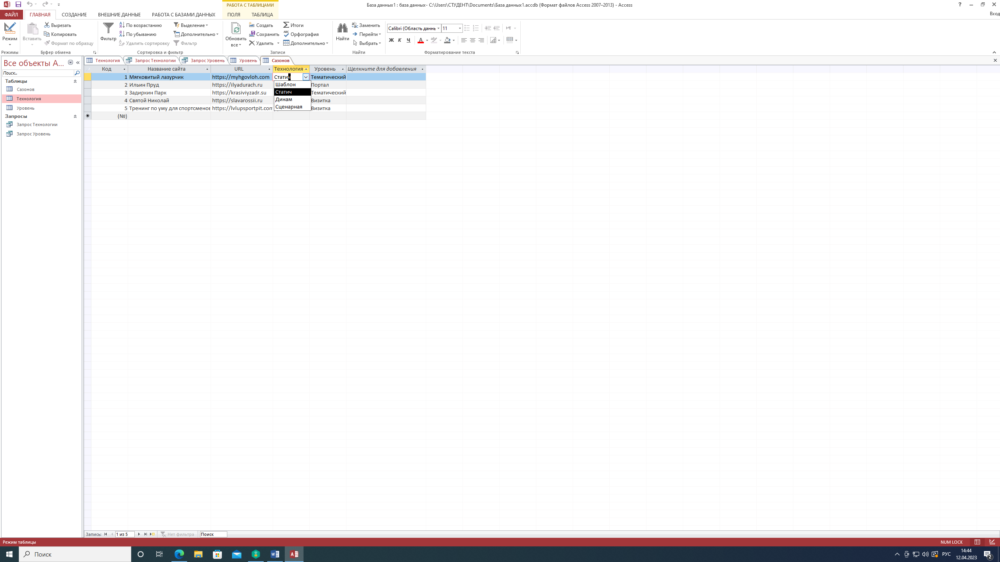 РАБОТА С ТАБЛИЦАМИ
База данных1 : база данных- C:\Users\СТУДЕНТ\Documents\База данных1.accdb (Формат файлов Access 2007–2013) - Access
ФАЙЛ ГЛАВНАЯ СОЗДАНИЕ ВНЕШНИЕ ДАННЫЕ РАБОТА С БАЗАМИ ДАННЫХ ПОЛЯ ТАБЛИЦА Вход
Режим
Режимы
Вставить
Вырезать
Копировать
Формат по образцу
Буфер обмена
Фильтр
По возрастанию
По убыванию
Удалить сортировку
Выделение
Дополнительно
Фильтр
Сортировка и фильтр
Обновить
все
Создать
Сохранить
Удалить
Итоги
Орфография
Дополнительно
Записи
Найти
Заменить
Перейти
Выбрать
Найти
Calibri (Область даннь 11
Ж К Ч
Форматирование текста
Все объекты А...
Поиск...
Таблицы
Сазонов
Технология
Уровень
Запросы
Запрос Технологии
Запрос Уровень
Технология Запрос Технологии Запрос Уровень Уровень Сазонов
Код Название сайта URL Технология Уровень Щелкните для добавления
1 Мягковитый лазурчик https://myhgovloh.com Статич Тематический
2 Ильин Пруд https://ilyadurach.ru Портал
3 Задиркин Парк https://krasiviyzadr.su Тематический
4 Святой Николай https://slavarossii.ru Визитка
5 Тренинг по уму для спортсменов https://lvlupsportpit.com Визитка
(№)
Шаблон
Статич
Динам
Сценарная
Запись: 1 из 5 Нет фильтра Поиск
Режим таблицы NUM LOCK
Поиск
РУС
14:44
12.04.2023
2